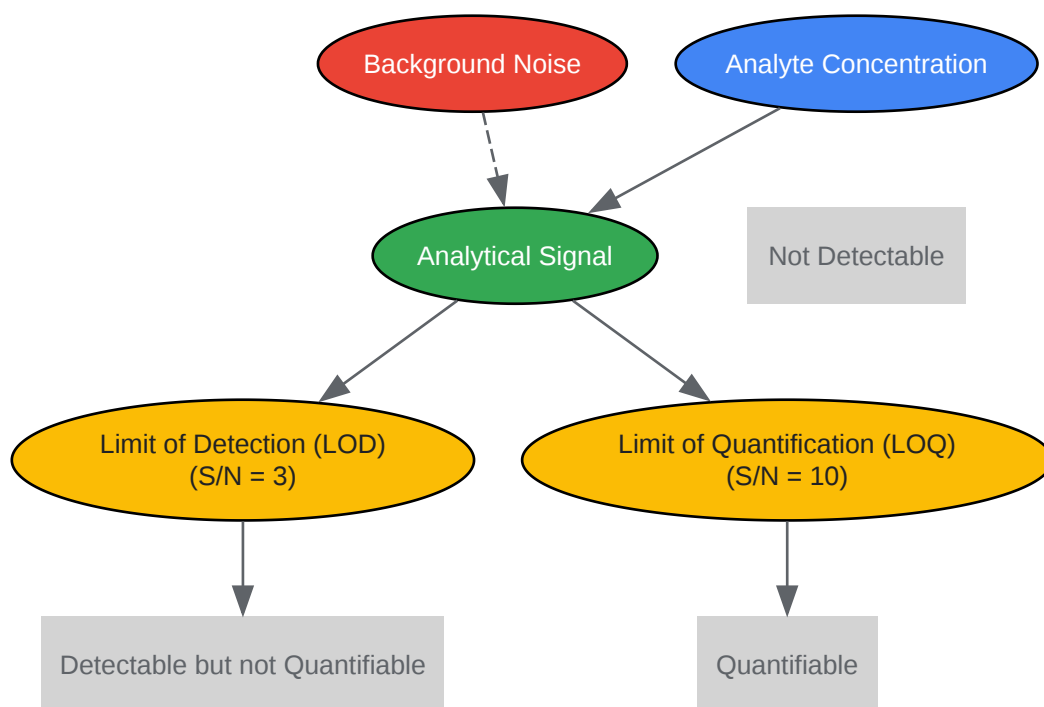 Background Noise
Analyte Concentration
Analytical Signal
Not Detectable
Limit of Detection (LOD)
(S/N = 3)
Limit of Quantification (LOQ)
(S/N = 10)
Detectable but not Quantifiable
Quantifiable